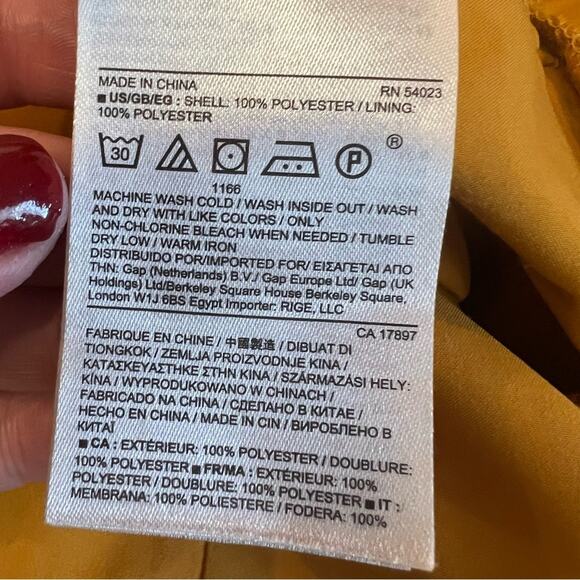 MADE IN CHINA RN 54023
■ US/GB/EG : SHELL: 100% POLYESTER / LINING:
100% POLYESTER
30 P ®
1166
MACHINE WASH COLD / WASH INSIDE OUT / WASH
AND DRY WITH LIKE COLORS / ONLY
NON-CHLORINE BLEACH WHEN NEEDED / TUMBLE
DRY LOW / WARM IRON
DISTRIBUIDO POR/IMPORTED FOR/ ΕΙΣΑΓΕΤΑΙ ΑΠΟ
ΤΗΝ: Gap (Netherlands) B.V./ Gap Europe Ltd/ Gap (UK
Holdings) Ltd/Berkeley Square House Berkeley Square,
London W1J 6BS Egypt Importer: RIGE, LLC
CA 17897
FABRIQUE EN CHINE / 中國製造 / DIBUAT DI
TIONGKOK / ZEMLJA PROIZVODNJE KINA /
ΚΑΤΑΣΚΕΥΑΣΤΗΚΕ ΣΤΗΝ ΚΙΝΑ / SZÁRMAZÁSI HELY:
KÍNA / WYPRODUKOWANO W CHINACH /
FABRICADO NA CHINA / СДЕЛАНО В КИТАЕ /
HECHO EN CHINA / MADE IN CIN / ВИРОБЛЕНО В
КИТАЇ
■ CA : EXTÉRIEUR: 100% POLYESTER / DOUBLURE:
100% POLYESTER ■ FR/MA : EXTÉRIEUR: 100%
POLYESTER / DOUBLURE: 100% POLYESTER ■ IT :
MEMBRANA: 100% POLIESTERE / FODERA: 100%